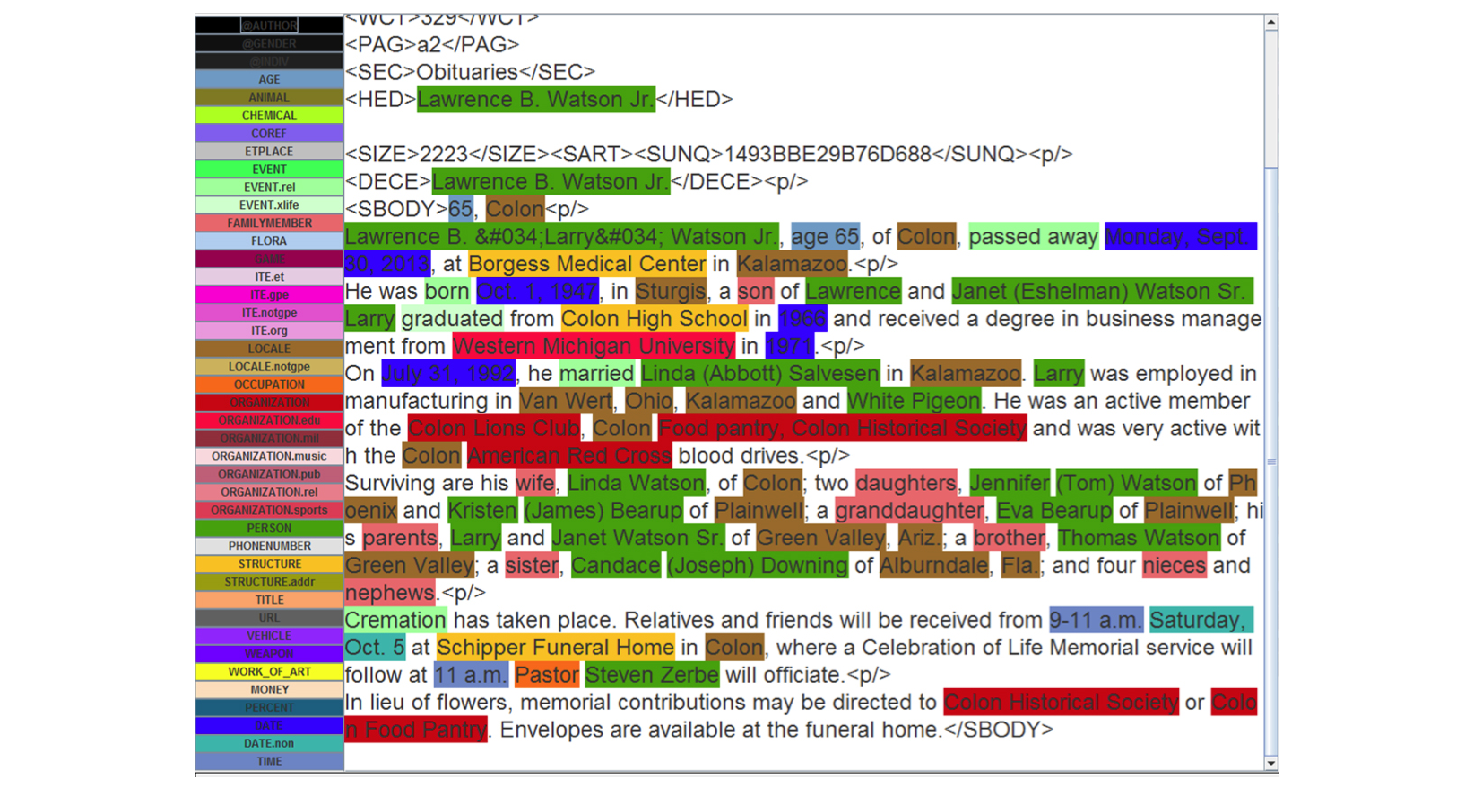 @AUTHOR
@GENDER
@INDIV
AGE
ANIMAL
CHEMICAL
COREF
ETPLACE
EVENT
EVENT.rel
EVENT.xlife
FAMILYMEMBER
FLORA
GAME
ITE.et
ITE.gpe
ITE.notgpe
ITE.org
LOCALE
LOCALE.notgpe
OCCUPATION
ORGANIZATION
ORGANIZATION.edu
ORGANIZATION.mil
ORGANIZATION.music
ORGANIZATION.pub
ORGANIZATION.rel
ORGANIZATION.sports
PERSON
PHONENUMBER
STRUCTURE
STRUCTURE.addr
TITLE
URL
VEHICLE
WEAPON
WORK_OF_ART
MONEY
PERCENT
DATE
DATE.non
TIME
<WCT>329</WCT>
<PAG>a2</PAG>
<SEC>Obituaries</SEC>
<HED>Lawrence B. Watson Jr.</HED>
<SIZE>2223</SIZE><SART><SUNQ>1493BBE29B76D688</SUNQ><p/>
<DECE>Lawrence B. Watson Jr.</DECE><p/>
<SBODY>65, Colon<p/>
Lawrence B. &#034;Larry&#034; Watson Jr., age 65, of Colon, passed away Monday, Sept.
30, 2013, at Borgess Medical Center in Kalamazoo.<p/>
He was born Oct. 1, 1947, in Sturgis, a son of Lawrence and Janet (Eshelman) Watson Sr.
Larry graduated from Colon High School in 1966 and received a degree in business manage
ment from Western Michigan University in 1971.<p/>
On July 31, 1992, he married Linda (Abbott) Salvesen in Kalamazoo. Larry was employed in
manufacturing in Van Wert, Ohio, Kalamazoo and White Pigeon. He was an active member
of the Colon Lions Club, Colon Food pantry, Colon Historical Society and was very active wit
h the Colon American Red Cross blood drives.<p/>
Surviving are his wife, Linda Watson, of Colon; two daughters, Jennifer (Tom) Watson of Ph
oenix and Kristen (James) Bearup of Plainwell; a granddaughter, Eva Bearup of Plainwell; hi
s parents, Larry and Janet Watson Sr. of Green Valley, Ariz.; a brother, Thomas Watson of
Green Valley; a sister, Candace (Joseph) Downing of Alburndale, Fla.; and four nieces and
nephews.<p/>
Cremation has taken place. Relatives and friends will be received from 9-11 a.m. Saturday,
Oct. 5 at Schipper Funeral Home in Colon, where a Celebration of Life Memorial service will
follow at 11 a.m. Pastor Steven Zerbe will officiate.<p/>
In lieu of flowers, memorial contributions may be directed to Colon Historical Society or Colo
n Food Pantry. Envelopes are available at the funeral home.</SBODY>